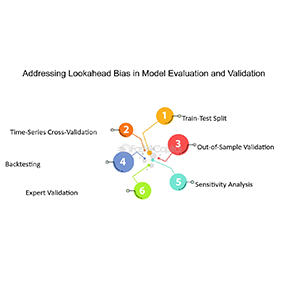 Addressing Lookahead Bias in Model Evaluation and Validation
1
Train-Test Split
2
Time-Series Cross-Validation
3
Out-of-Sample Validation
4
Backtesting
5
Sensitivity Analysis
6
Expert Validation